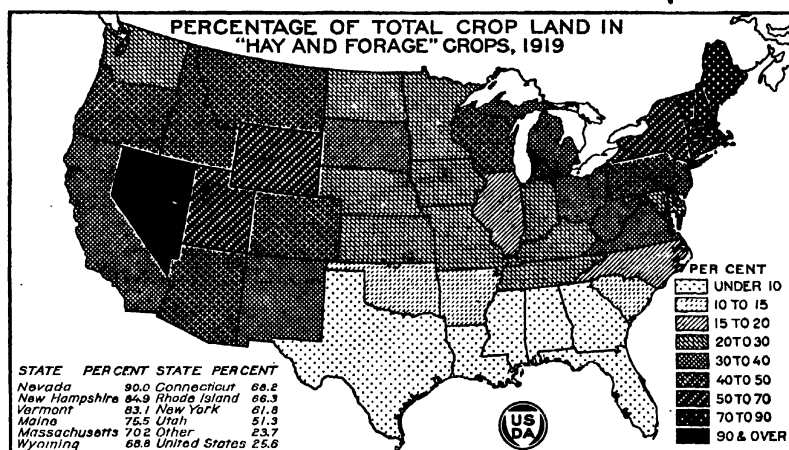 PERCENTAGE OF TOTAL CROP LAND IN
"HAY AND FORAGE" CROPS, 1919
PER CENT
UNDER 10
10 TO 15
15 TO 20
20 TO 30
30 TO 40
40 TO 50
50 TO 70
70 TO 90
90 & OVER
STATE PER CENT STATE PER CENT
Nevada 90.0 Connecticut 68.2
New Hampshire 84.9 Rhode Island 66.3
Vermont 83.1 New York 61.8
Maine 75.5 Utah 51.3
Massachusetts 70.2 Other 23.7
Wyoming 68.8 United States 25.6
US
DA